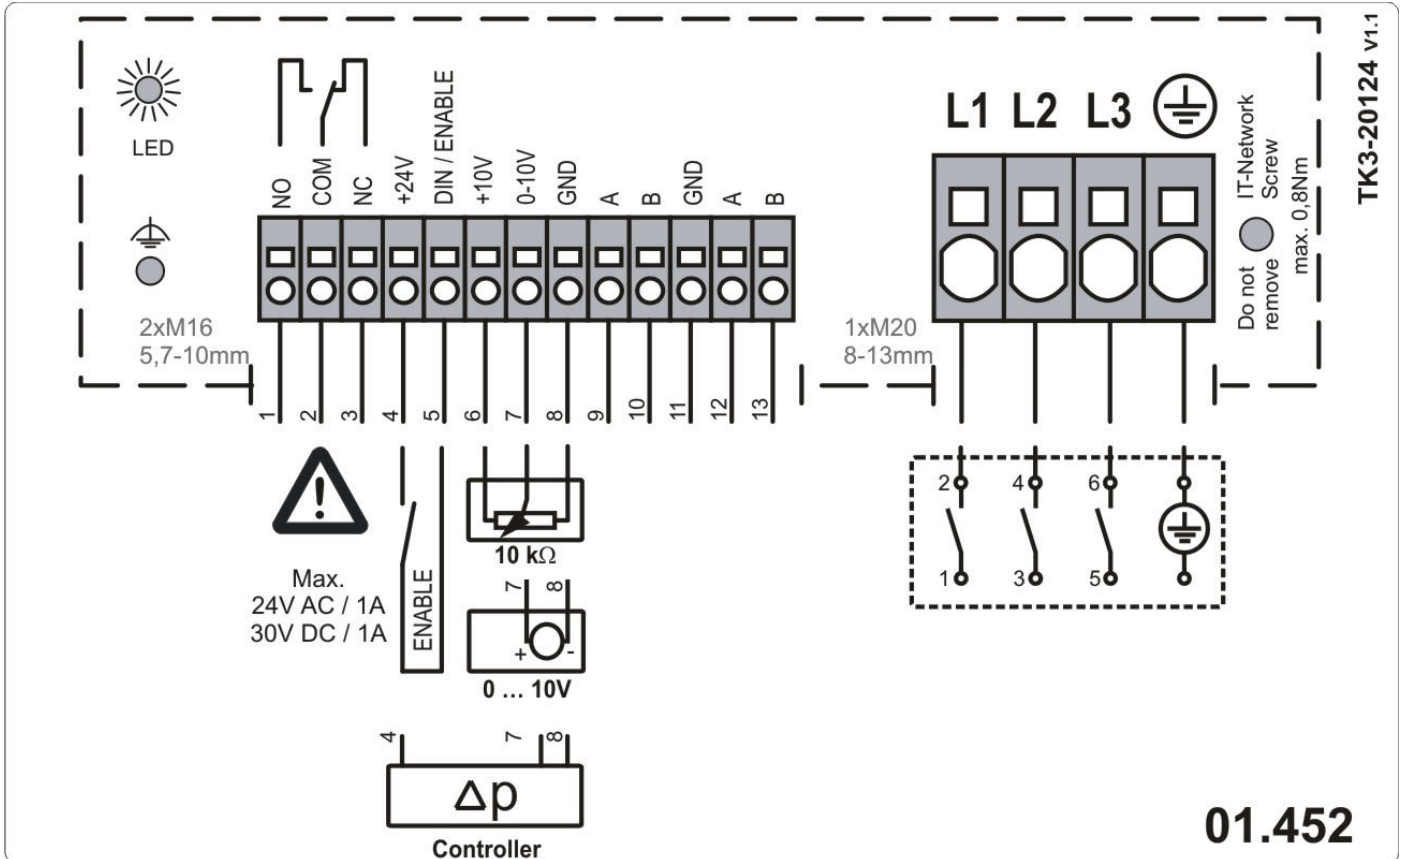 TK3-20124 V1.1
LED
NO
COM
NC
+24V
DIN / ENABLE
+10V
0-10V
GND
A
B
GND
A
B
L1 L2 L3
IT-Network
Screw
Do not
remove
max. 0,8Nm
2xM16
5,7-10mm
1xM20
8-13mm
1 2 3 4 5 6 7 8 9 10 11 12 13
!
Max.
24V AC / 1A
30V DC / 1A
ENABLE
10 kΩ
7 8
+ -
0 ... 10V
4 7 8
Δp
Controller
2 4 6
1 3 5
01.452